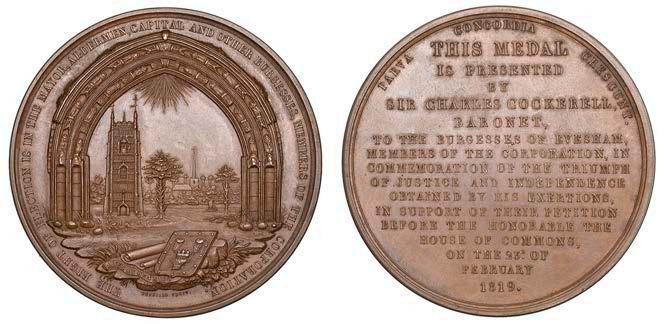 THE RIGHT OF ELECTION IS IN THE MAYOR, ALDERMEN, CAPITAL AND OTHER BURGESSES, MEMBERS OF THE CORPORATION
PARVA CONCORDIA CRESCUNT.
THIS MEDAL
IS PRESENTED
BY
SIR CHARLES COCKERELL,
BARONET,
TO THE BURGESSES OF EVESHAM,
MEMBERS OF THE CORPORATION, IN
COMMEMORATION OF THE TRIUMPH
OF JUSTICE AND INDEPENDENCE
OBTAINED BY HIS EXERTIONS,
IN SUPPORT OF THEIR PETITION
BEFORE THE HONORABLE THE
HOUSE OF COMMONS,
ON THE 23D. OF
FEBRUARY
1819.